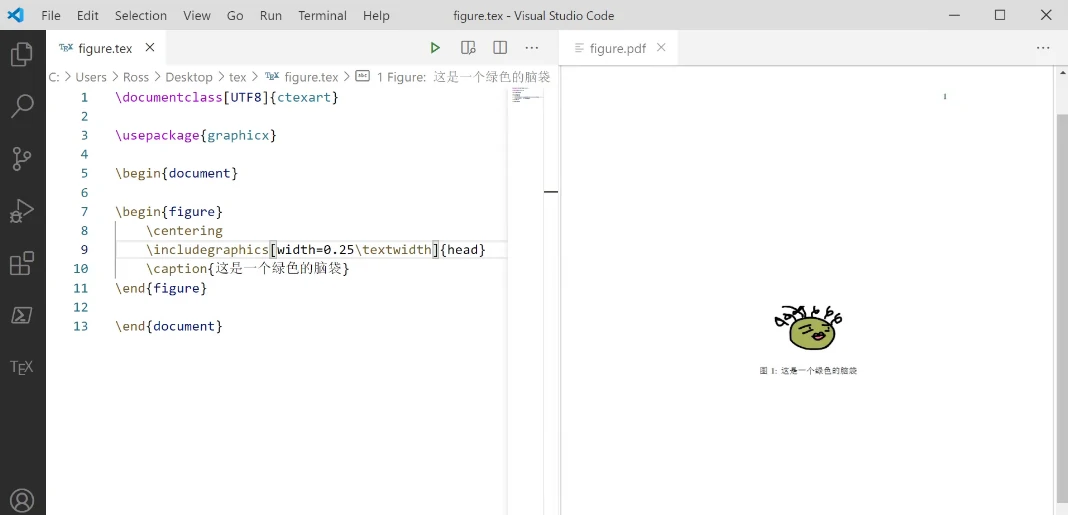 File Edit Selection View Go Run Terminal Help figure.tex - Visual Studio Code
TEX figure.tex figure.pdf
C: > Users > Ross > Desktop > tex > TEX figure.tex > abc 1 Figure: 这是一个绿色的脑袋
1 \documentclass[UTF8]{ctexart}
2
3 \usepackage{graphicx}
4
5 \begin{document}
6
7 \begin{figure}
8 \centering
9 \includegraphics[width=0.25\textwidth]{head}
10 \caption{这是一个绿色的脑袋}
11 \end{figure}
12
13 \end{document}
TEX
图 1: 这是一个绿色的脑袋